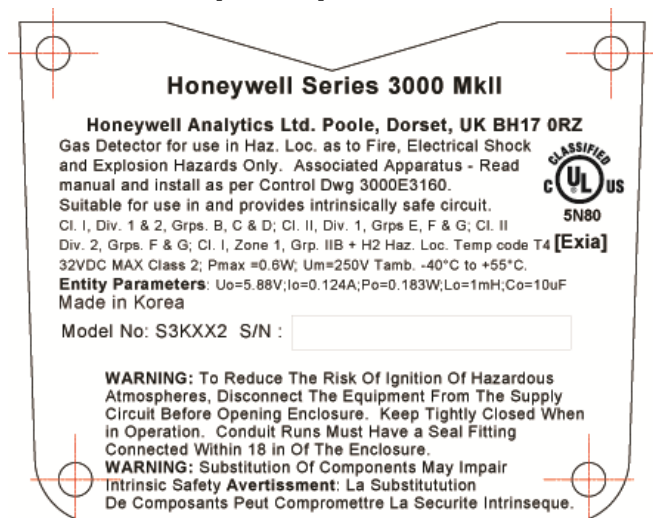 Honeywell Series 3000 MkII
Honeywell Analytics Ltd. Poole, Dorset, UK BH17 0RZ
Gas Detector for use in Haz. Loc. as to Fire, Electrical Shock
and Explosion Hazards Only. Associated Apparatus - Read
manual and install as per Control Dwg 3000E3160.
Suitable for use in and provides intrinsically safe circuit.
CLASSIFIED
C UL US
5N80
Cl. I, Div. 1 & 2, Grps. B, C & D; Cl. II, Div. 1, Grps E, F & G; Cl. II
Div. 2, Grps. F & G; Cl. I, Zone 1, Grp. IIB + H2 Haz. Loc. Temp code T4 [Exia]
32VDC MAX Class 2; Pmax =0.6W; Um=250V Tamb. -40°C to +55°C.
Entity Parameters: Uo=5.88V;Io=0.124A;Po=0.183W;Lo=1mH;Co=10uF
Made in Korea
Model No: S3KXX2 S/N :
WARNING: To Reduce The Risk Of Ignition Of Hazardous
Atmospheres, Disconnect The Equipment From The Supply
Circuit Before Opening Enclosure. Keep Tightly Closed When
in Operation. Conduit Runs Must Have a Seal Fitting
Connected Within 18 in Of The Enclosure.
WARNING: Substitution Of Components May Impair
Intrinsic Safety Avertissment: La Substitutution
De Composants Peut Compromettre La Securite Intrinseque.